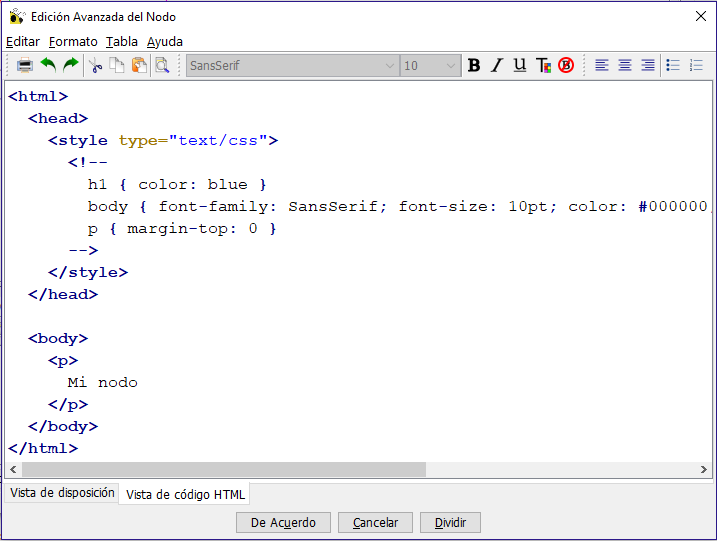 Edición Avanzada del Nodo
Editar Formato Tabla Ayuda
SansSerif 10 B I U T B
<html>
<head>
<style type="text/css">
<!--
h1 { color: blue }
body { font-family: SansSerif; font-size: 10pt; color: #000000
p { margin-top: 0 }
-->
</style>
</head>
<body>
<p>
Mi nodo
</p>
</body>
</html>
Vista de disposición Vista de código HTML
De Acuerdo Cancelar Dividir